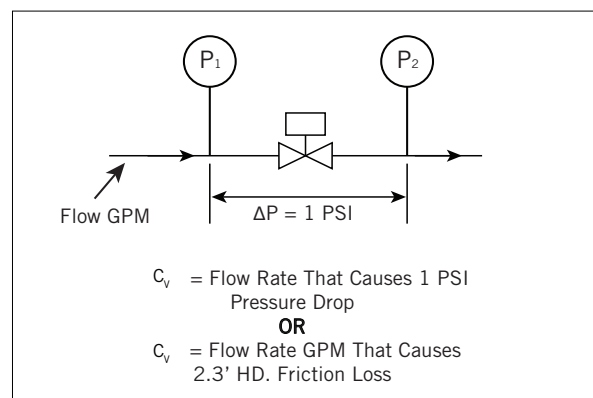 P₁ P₂
ΔP = 1 PSI
Flow GPM
Cᵥ = Flow Rate That Causes 1 PSI
Pressure Drop
OR
Cᵥ = Flow Rate GPM That Causes
2.3' HD. Friction Loss